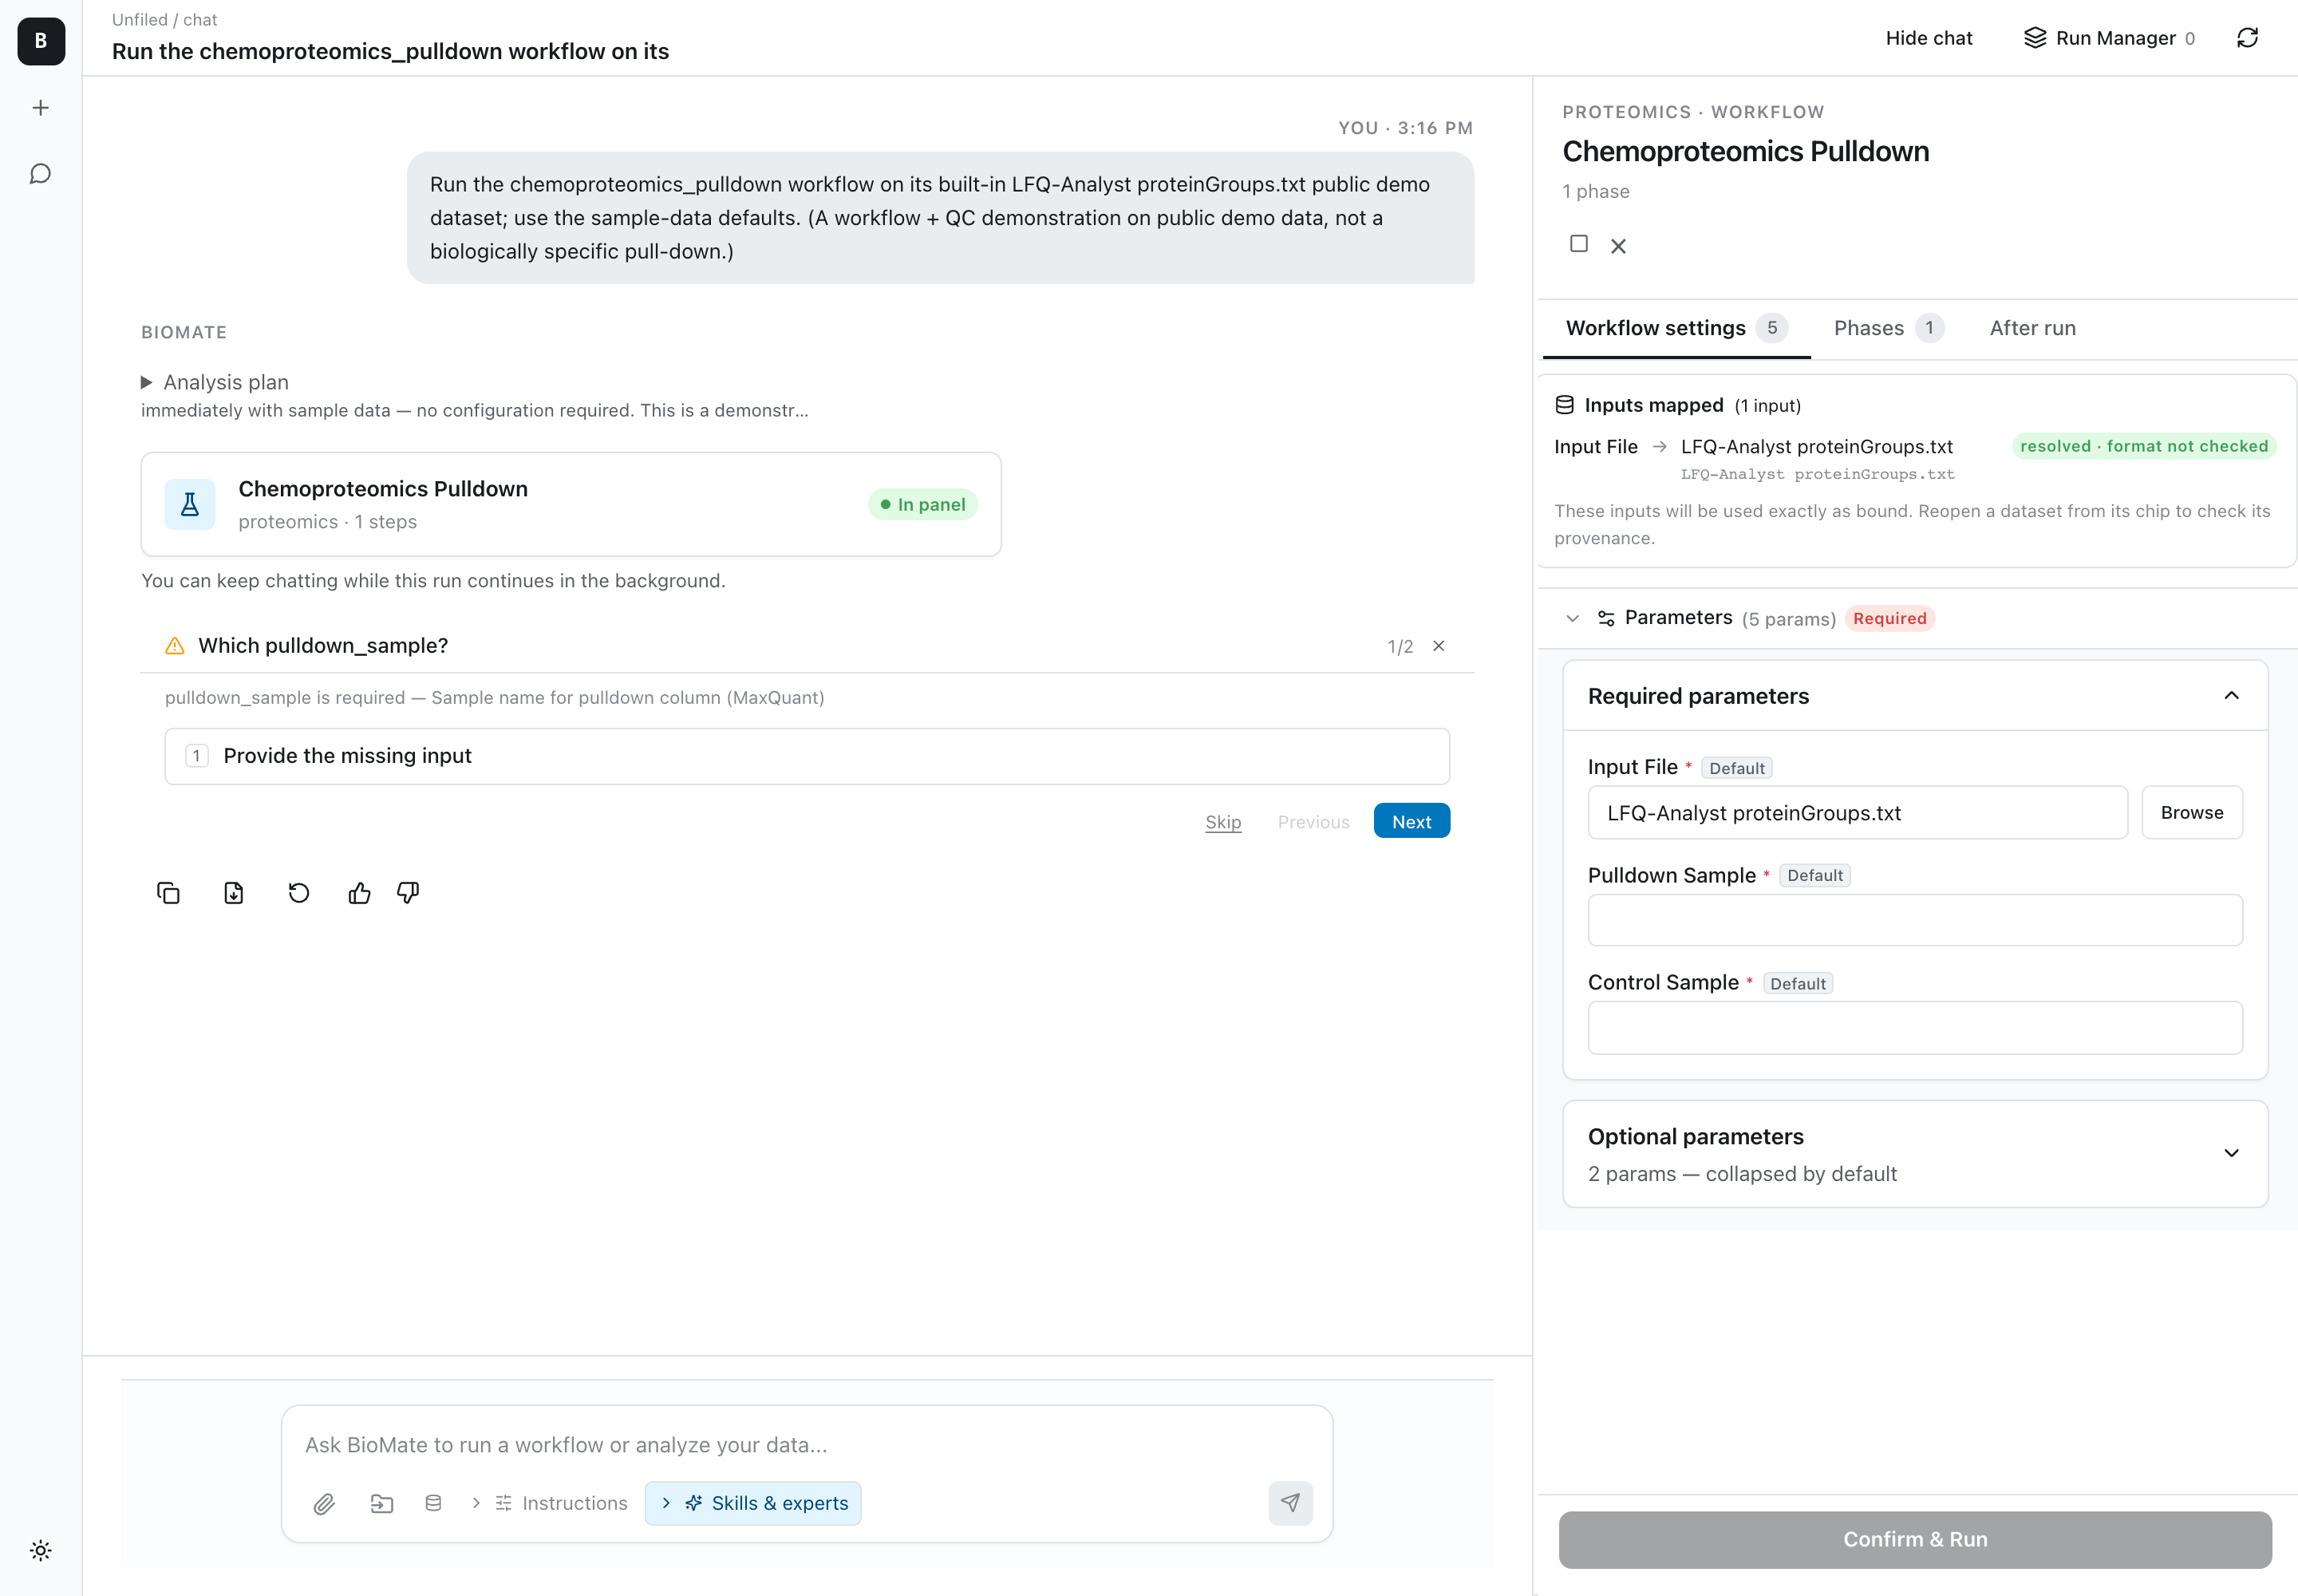 B
Unfiled / chat
Run the chemoproteomics_pulldown workflow on its
Hide chat
Run Manager 0
YOU · 3:16 PM
Run the chemoproteomics_pulldown workflow on its built-in LFQ-Analyst proteinGroups.txt public demo
dataset; use the sample-data defaults. (A workflow + QC demonstration on public demo data, not a
biologically specific pull-down.)
BIOMATE
Analysis plan
immediately with sample data — no configuration required. This is a demonstr...
Chemoproteomics Pulldown
proteomics · 1 steps
In panel
You can keep chatting while this run continues in the background.
Which pulldown_sample?
1/2
pulldown_sample is required — Sample name for pulldown column (MaxQuant)
1 Provide the missing input
Skip
Previous
Next
Ask BioMate to run a workflow or analyze your data...
Instructions
Skills & experts
PROTEOMICS · WORKFLOW
Chemoproteomics Pulldown
1 phase
Workflow settings 5
Phases 1
After run
Inputs mapped (1 input)
Input File → LFQ-Analyst proteinGroups.txt
resolved · format not checked
LFQ-Analyst proteinGroups.txt
These inputs will be used exactly as bound. Reopen a dataset from its chip to check its
provenance.
Parameters (5 params) Required
Required parameters
Input File * Default
LFQ-Analyst proteinGroups.txt
Browse
Pulldown Sample * Default
Control Sample * Default
Optional parameters
2 params — collapsed by default
Confirm & Run